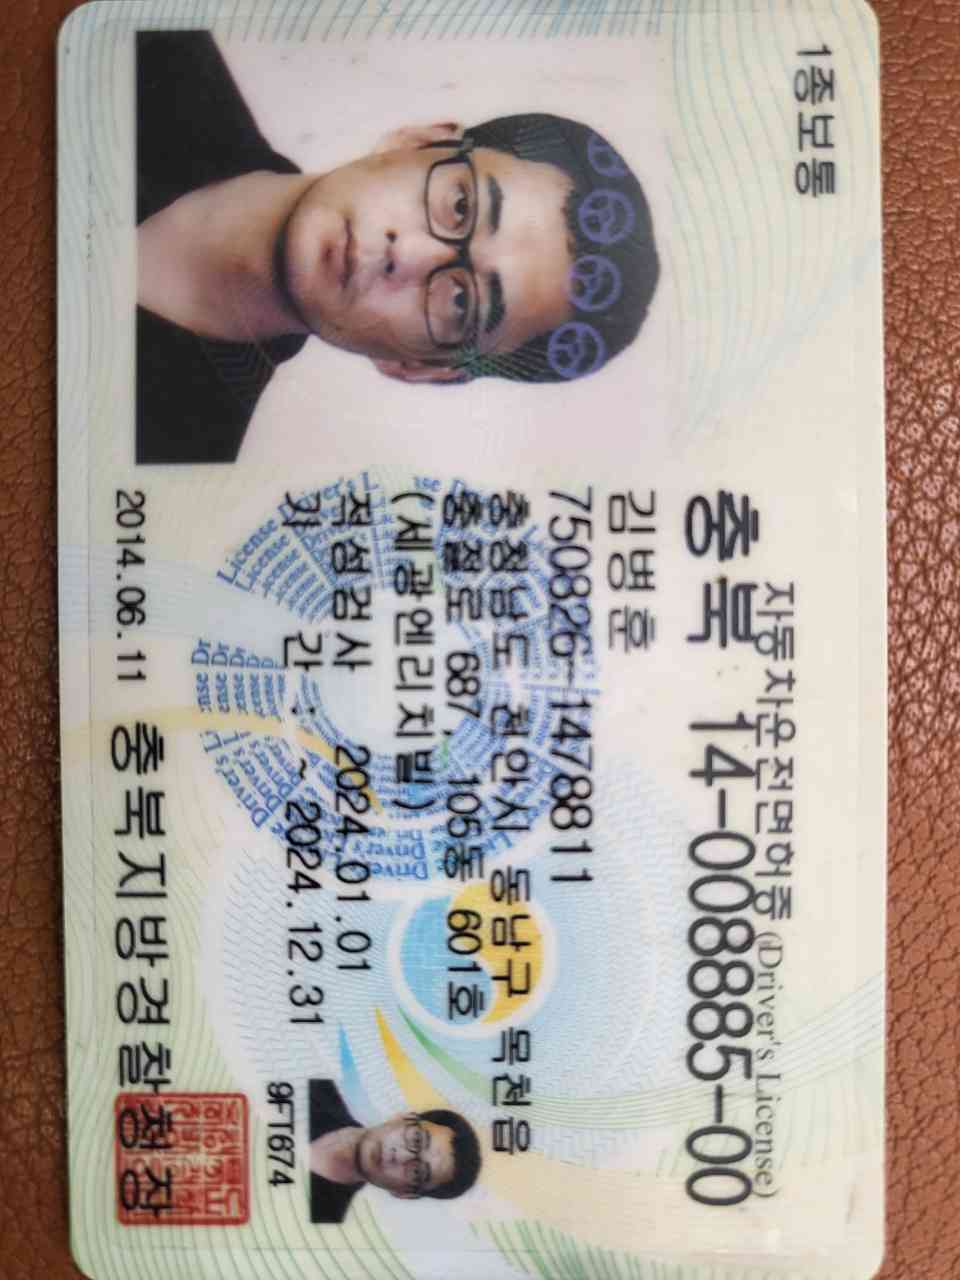 1종보통
자동차운전면허증 (Driver's License)
충북 14-008885-00
김병훈
750826-1478811
충청남도 천안시 동남구 목천읍
충절로 687, 106동 601호
(세광엔리치빌)
적성검사 2024.01.01
기 간: ~ 2024.12.31
9FT674
2014.06.11 충북지방경찰청장